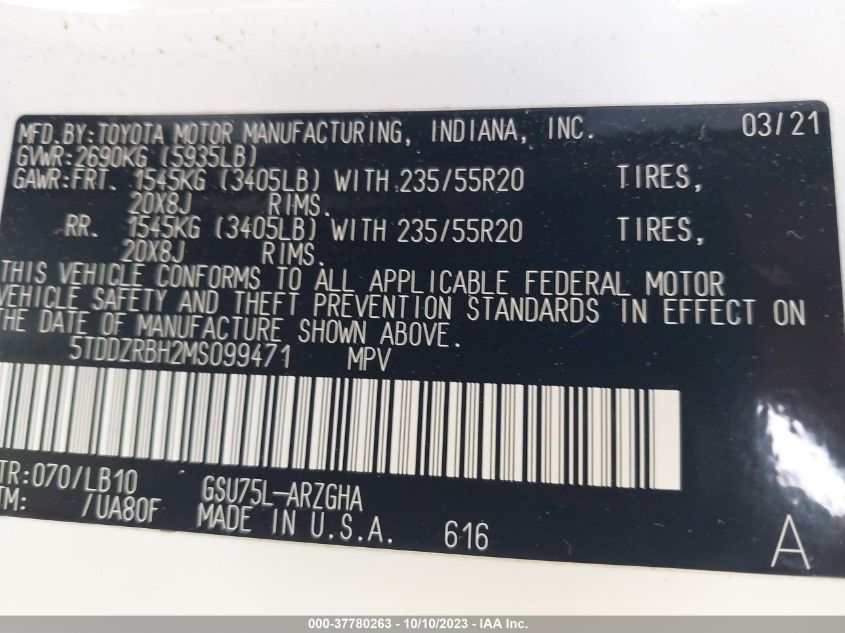 MFD.BY:TOYOTA MOTOR MANUFACTURING, INDIANA, INC. 03/21
GVWR:2690KG (5935LB)
GAWR:FRT. 1545KG (3405LB) WITH 235/55R20 TIRES,
20X8J RIMS.
RR. 1545KG (3405LB) WITH 235/55R20 TIRES,
20X8J RIMS.
THIS VEHICLE CONFORMS TO ALL APPLICABLE FEDERAL MOTOR
VEHICLE SAFETY AND THEFT PREVENTION STANDARDS IN EFFECT ON
THE DATE OF MANUFACTURE SHOWN ABOVE.
5TDDZRBH2MS099471 MPV
TR:070/LB10 GSU75L-ARZGHA
TM: /UA80F MADE IN U.S.A. 616 A
000-37780263 - 10/10/2023 - IAA Inc.